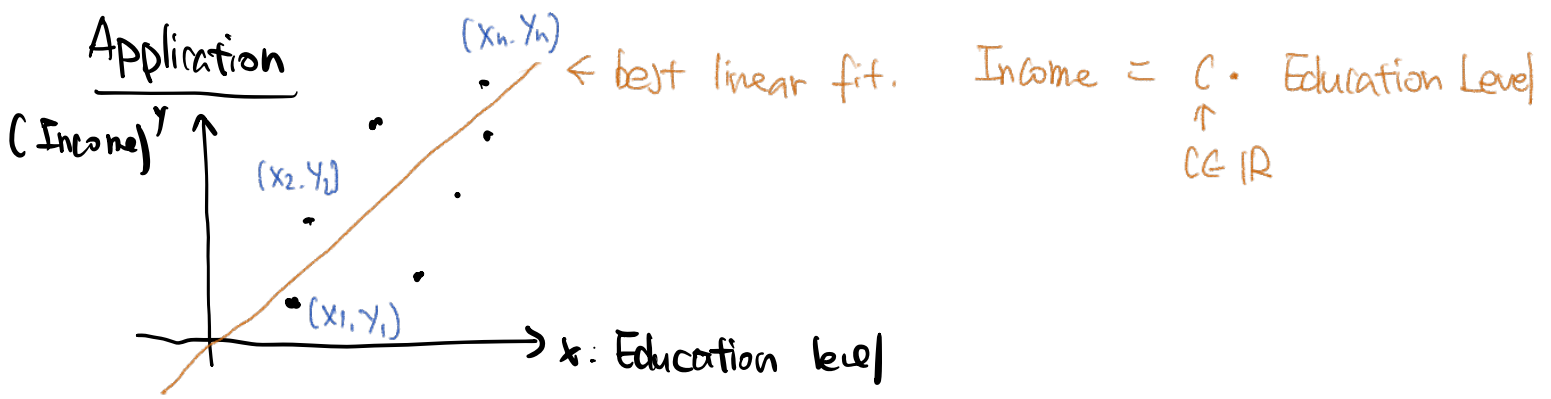 Application
(Xn. Yn)
← best linear fit.
Income = C · Education Level
↑
C∈ℝ
(Income) Y
(X2. Y2)
(X1, Y1)
x: Education level